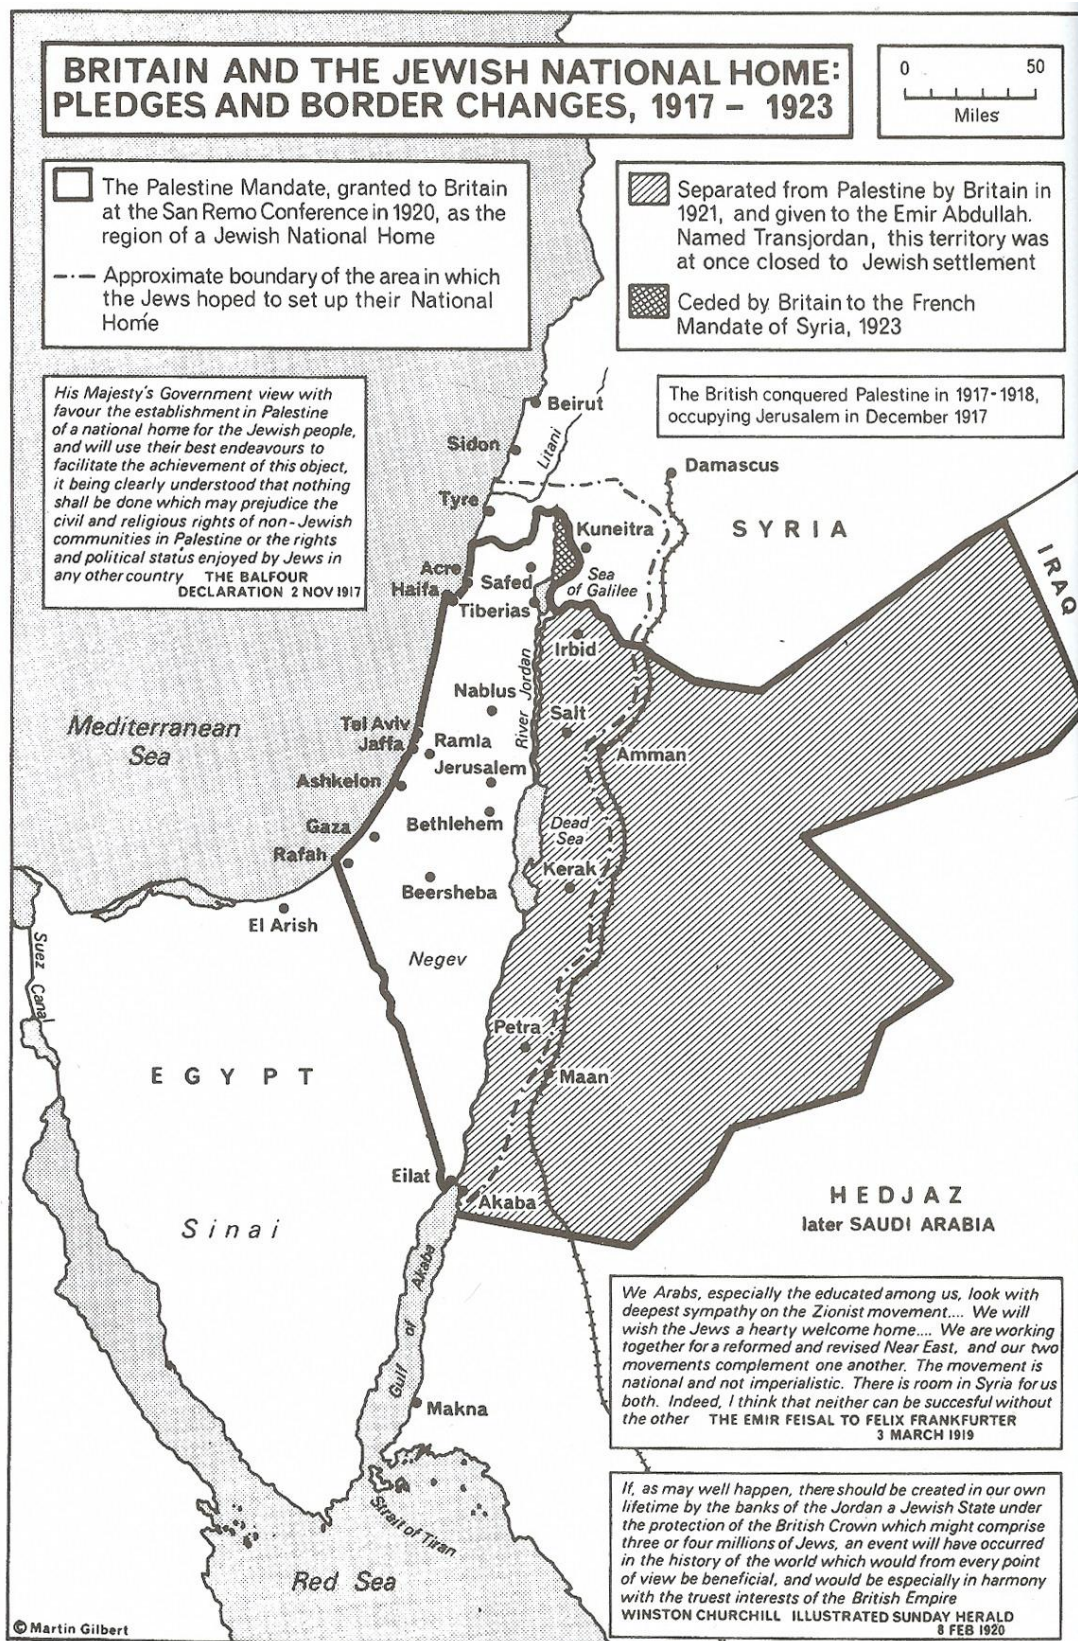 BRITAIN AND THE JEWISH NATIONAL HOME:
PLEDGES AND BORDER CHANGES, 1917 - 1923
0 50
Miles
The Palestine Mandate, granted to Britain
at the San Remo Conference in 1920, as the
region of a Jewish National Home
Approximate boundary of the area in which
the Jews hoped to set up their National
Home
Separated from Palestine by Britain in
1921, and given to the Emir Abdullah.
Named Transjordan, this territory was
at once closed to Jewish settlement
Ceded by Britain to the French
Mandate of Syria, 1923
His Majesty's Government view with
favour the establishment in Palestine
of a national home for the Jewish people,
and will use their best endeavours to
facilitate the achievement of this object,
it being clearly understood that nothing
shall be done which may prejudice the
civil and religious rights of non-Jewish
communities in Palestine or the rights
and political status enjoyed by Jews in
any other country THE BALFOUR
DECLARATION 2 NOV 1917
The British conquered Palestine in 1917-1918,
occupying Jerusalem in December 1917
Beirut
Sidon
Litani
Damascus
Tyre
Kuneitra
SYRIA
Acre
Safed
Sea
of Galilee
Haifa
Tiberias
IRAQ
Irbid
River Jordan
Nablus
Salt
Mediterranean
Sea
Tel Aviv
Jaffa
Ramla
Amman
Jerusalem
Ashkelon
Gaza
Bethlehem
Dead
Sea
Rafah
Kerak
Beersheba
El Arish
Suez Canal
Negev
Petra
EGYPT
Maan
Eilat
Akaba
HEDJAZ
later SAUDI ARABIA
Sinai
Gulf of Akaba
Makna
Strait of Tiran
Red Sea
We Arabs, especially the educated among us, look with
deepest sympathy on the Zionist movement.... We will
wish the Jews a hearty welcome home.... We are working
together for a reformed and revised Near East, and our two
movements complement one another. The movement is
national and not imperialistic. There is room in Syria for us
both. Indeed, I think that neither can be succesful without
the other THE EMIR FEISAL TO FELIX FRANKFURTER
3 MARCH 1919
If, as may well happen, there should be created in our own
lifetime by the banks of the Jordan a Jewish State under
the protection of the British Crown which might comprise
three or four millions of Jews, an event will have occurred
in the history of the world which would from every point
of view be beneficial, and would be especially in harmony
with the truest interests of the British Empire
WINSTON CHURCHILL ILLUSTRATED SUNDAY HERALD
8 FEB 1920
© Martin Gilbert